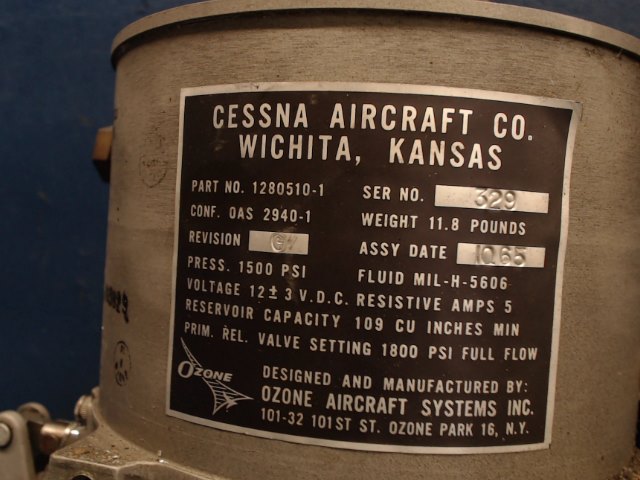 CESSNA AIRCRAFT CO.
WICHITA, KANSAS
PART NO. 1280510-1 SER NO. 329
CONF. OAS 2940-1 WEIGHT 11.8 POUNDS
REVISION ASSY DATE 10.65
PRESS. 1500 PSI FLUID MIL-H-5606
VOLTAGE 12 ± 3 V.D.C. RESISTIVE AMPS 5
RESERVOIR CAPACITY 109 CU INCHES MIN
PRIM. REL. VALVE SETTING 1800 PSI FULL FLOW
OZONE
DESIGNED AND MANUFACTURED BY:
OZONE AIRCRAFT SYSTEMS INC.
101-32 101ST ST. OZONE PARK 16, N.Y.